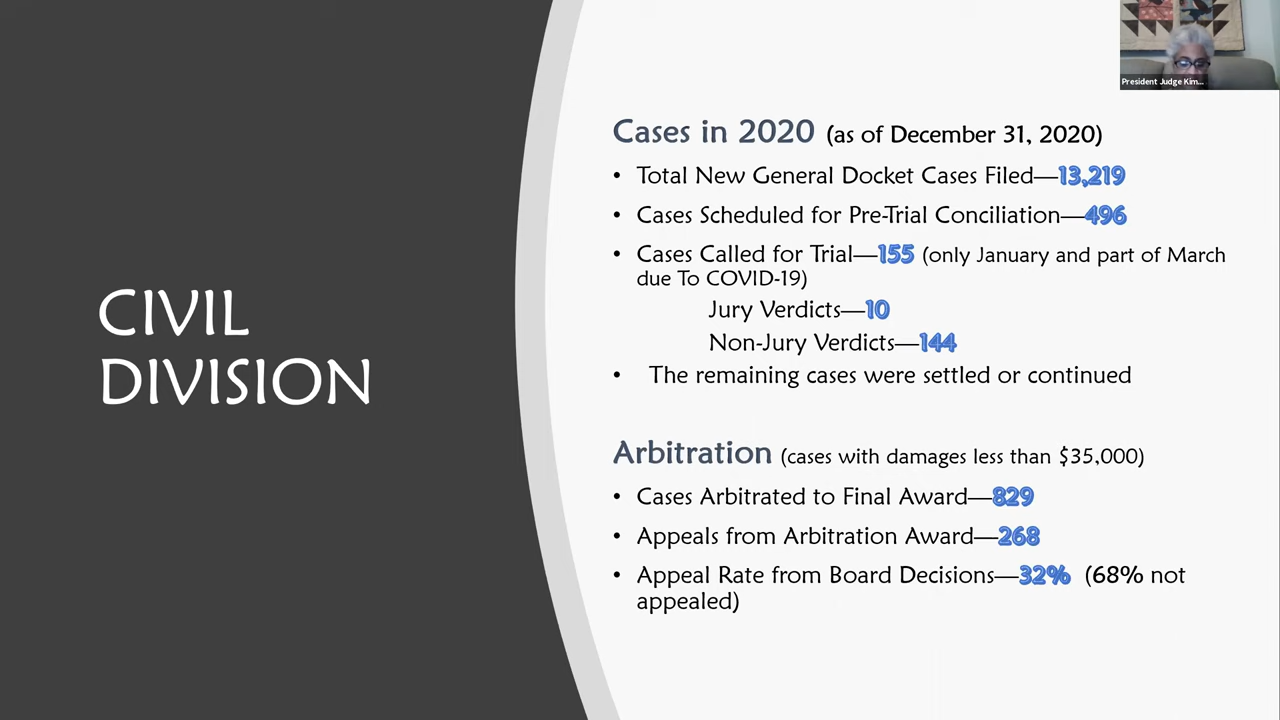 President Judge Kim...
CIVIL
DIVISION
Cases in 2020 (as of December 31, 2020)
• Total New General Docket Cases Filed—13,219
• Cases Scheduled for Pre-Trial Conciliation—496
• Cases Called for Trial—155 (only January and part of March
due To COVID-19)
Jury Verdicts—10
Non-Jury Verdicts—144
• The remaining cases were settled or continued
Arbitration (cases with damages less than $35,000)
• Cases Arbitrated to Final Award—829
• Appeals from Arbitration Award—268
• Appeal Rate from Board Decisions—32% (68% not
appealed)